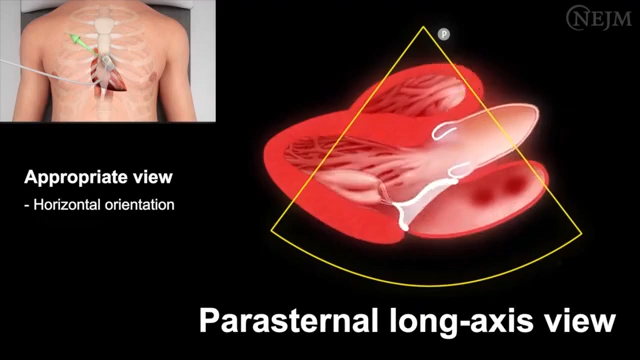 NEJM
P
Appropriate view
- Horizontal orientation
Parasternal long-axis view